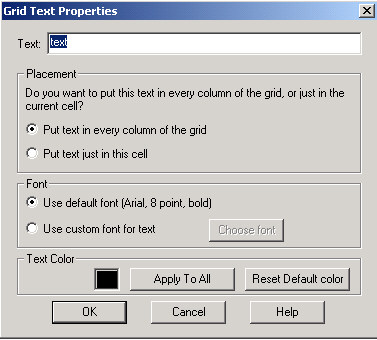 Grid Text Properties
Text: text
Placement
Do you want to put this text in every column of the grid, or just in the
current cell?
Put text in every column of the grid
Put text just in this cell
Font
Use default font (Arial, 8 point, bold)
Use custom font for text
Choose font
Text Color
Apply To All
Reset Default color
OK
Cancel
Help